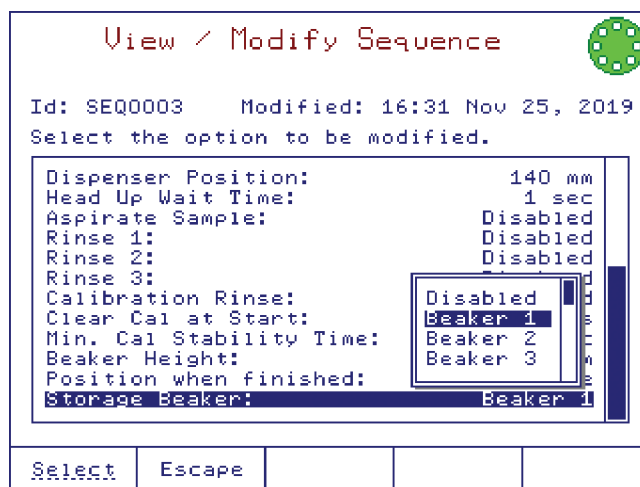 View / Modify Sequence
Id: SEQ0003 Modified: 16:31 Nov 25, 2019
Select the option to be modified.
Dispenser Position: 140 mm
Head Up Wait Time: 1 sec
Aspirate Sample: Disabled
Rinse 1: Disabled
Rinse 2: Disabled
Rinse 3:
Calibration Rinse:
Clear Cal at Start:
Min. Cal Stability Time:
Beaker Height:
Position when finished:
Storage Beaker: Beaker 1
Disabled
Beaker 1
Beaker 2
Beaker 3
Select Escape